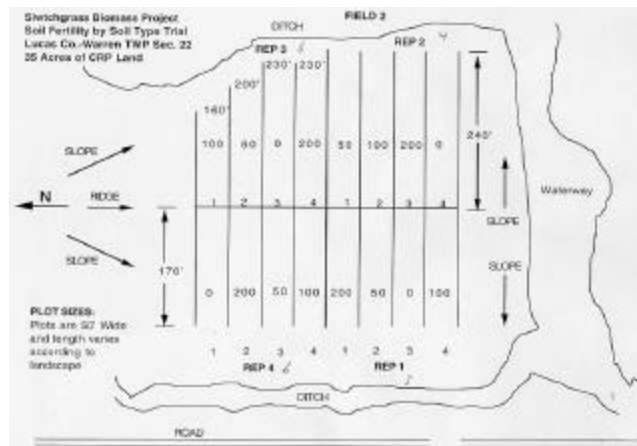 Siwtchgrass Biomass Project
Soil Fertility by Soil Type Trial
Lucas Co.-Warren TWP Sec. 22
35 Acres of CRP Land
DITCH
FIELD 2
REP 3
REP 2
230' 230'
200'
160'
240'
100 60 0 200 50 100 200 0
SLOPE
N
RIDGE
1 2 3 4 1 2 3 4
Waterway
SLOPE
SLOPE
170'
SLOPE
0 200 50 100 200 50 0 100
PLOT SIZES:
Plots are 50' Wide
and length varies
according to
landscape
1 2 3 4 1 2 3 4
REP 4
REP 1
DITCH
ROAD